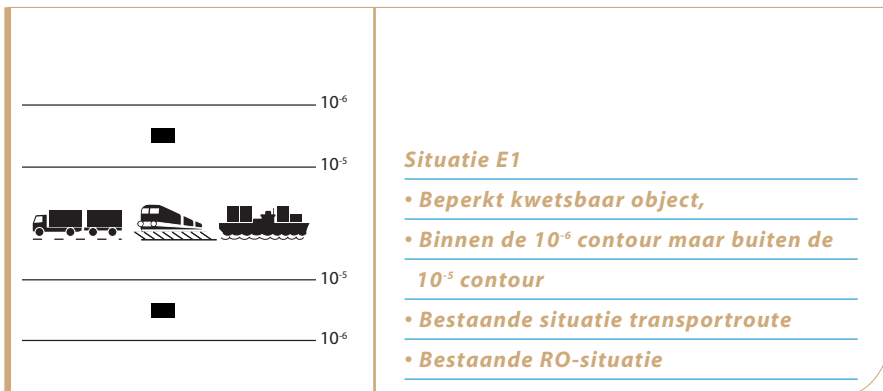 10⁻⁶
10⁻⁵
10⁻⁵
10⁻⁶
Situatie E1
• Beperkt kwetsbaar object,
• Binnen de 10⁻⁶ contour maar buiten de
10⁻⁵ contour
• Bestaande situatie transportroute
• Bestaande RO-situatie